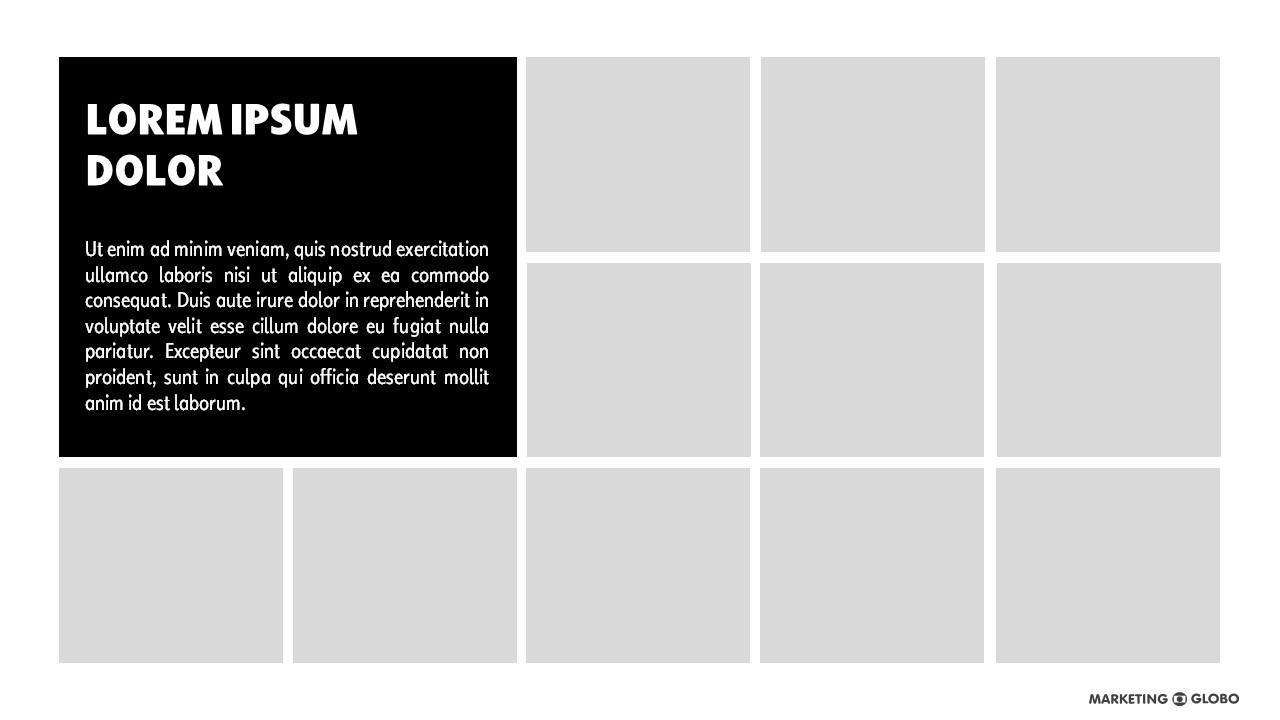 LOREM IPSUM
DOLOR
Ut enim ad minim veniam, quis nostrud exercitation
ullamco laboris nisi ut aliquip ex ea commodo
consequat. Duis aute irure dolor in reprehenderit in
voluptate velit esse cillum dolore eu fugiat nulla
pariatur. Excepteur sint occaecat cupidatat non
proident, sunt in culpa qui officia deserunt mollit
anim id est laborum.
MARKETING GLOBO